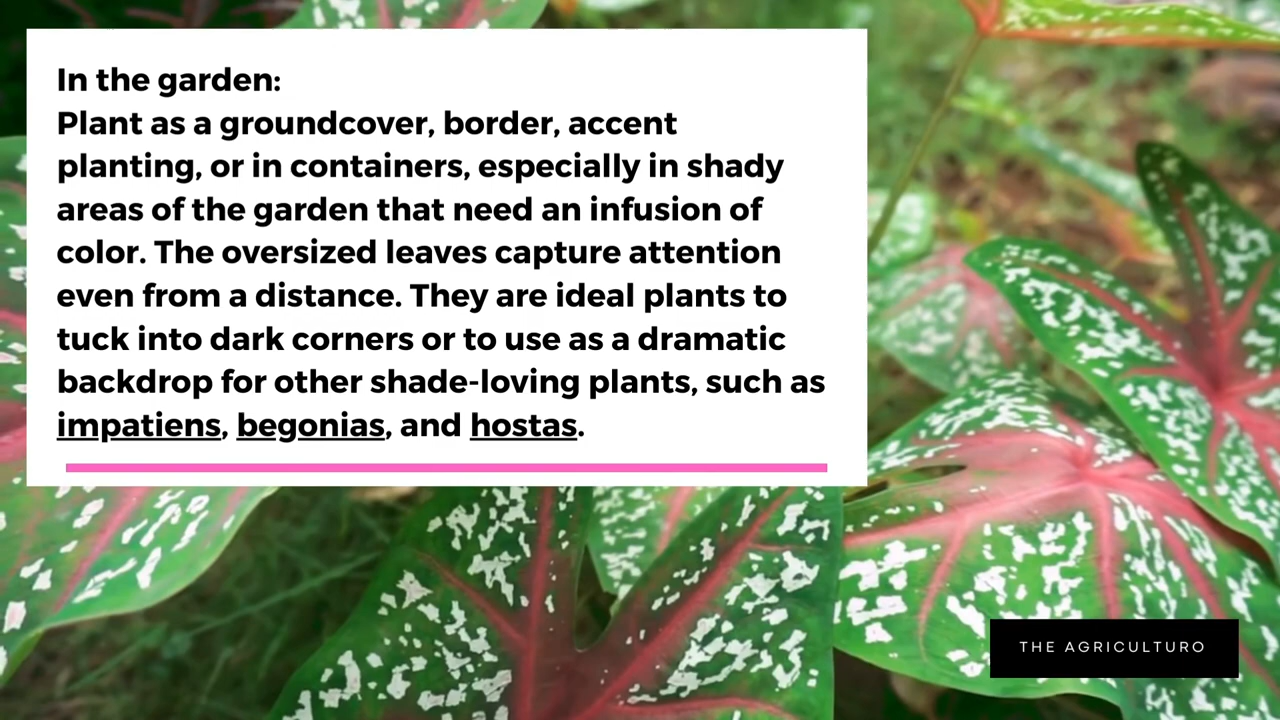 In the garden:
Plant as a groundcover, border, accent
planting, or in containers, especially in shady
areas of the garden that need an infusion of
color. The oversized leaves capture attention
even from a distance. They are ideal plants to
tuck into dark corners or to use as a dramatic
backdrop for other shade-loving plants, such as
impatiens, begonias, and hostas.
THE AGRICULTURO